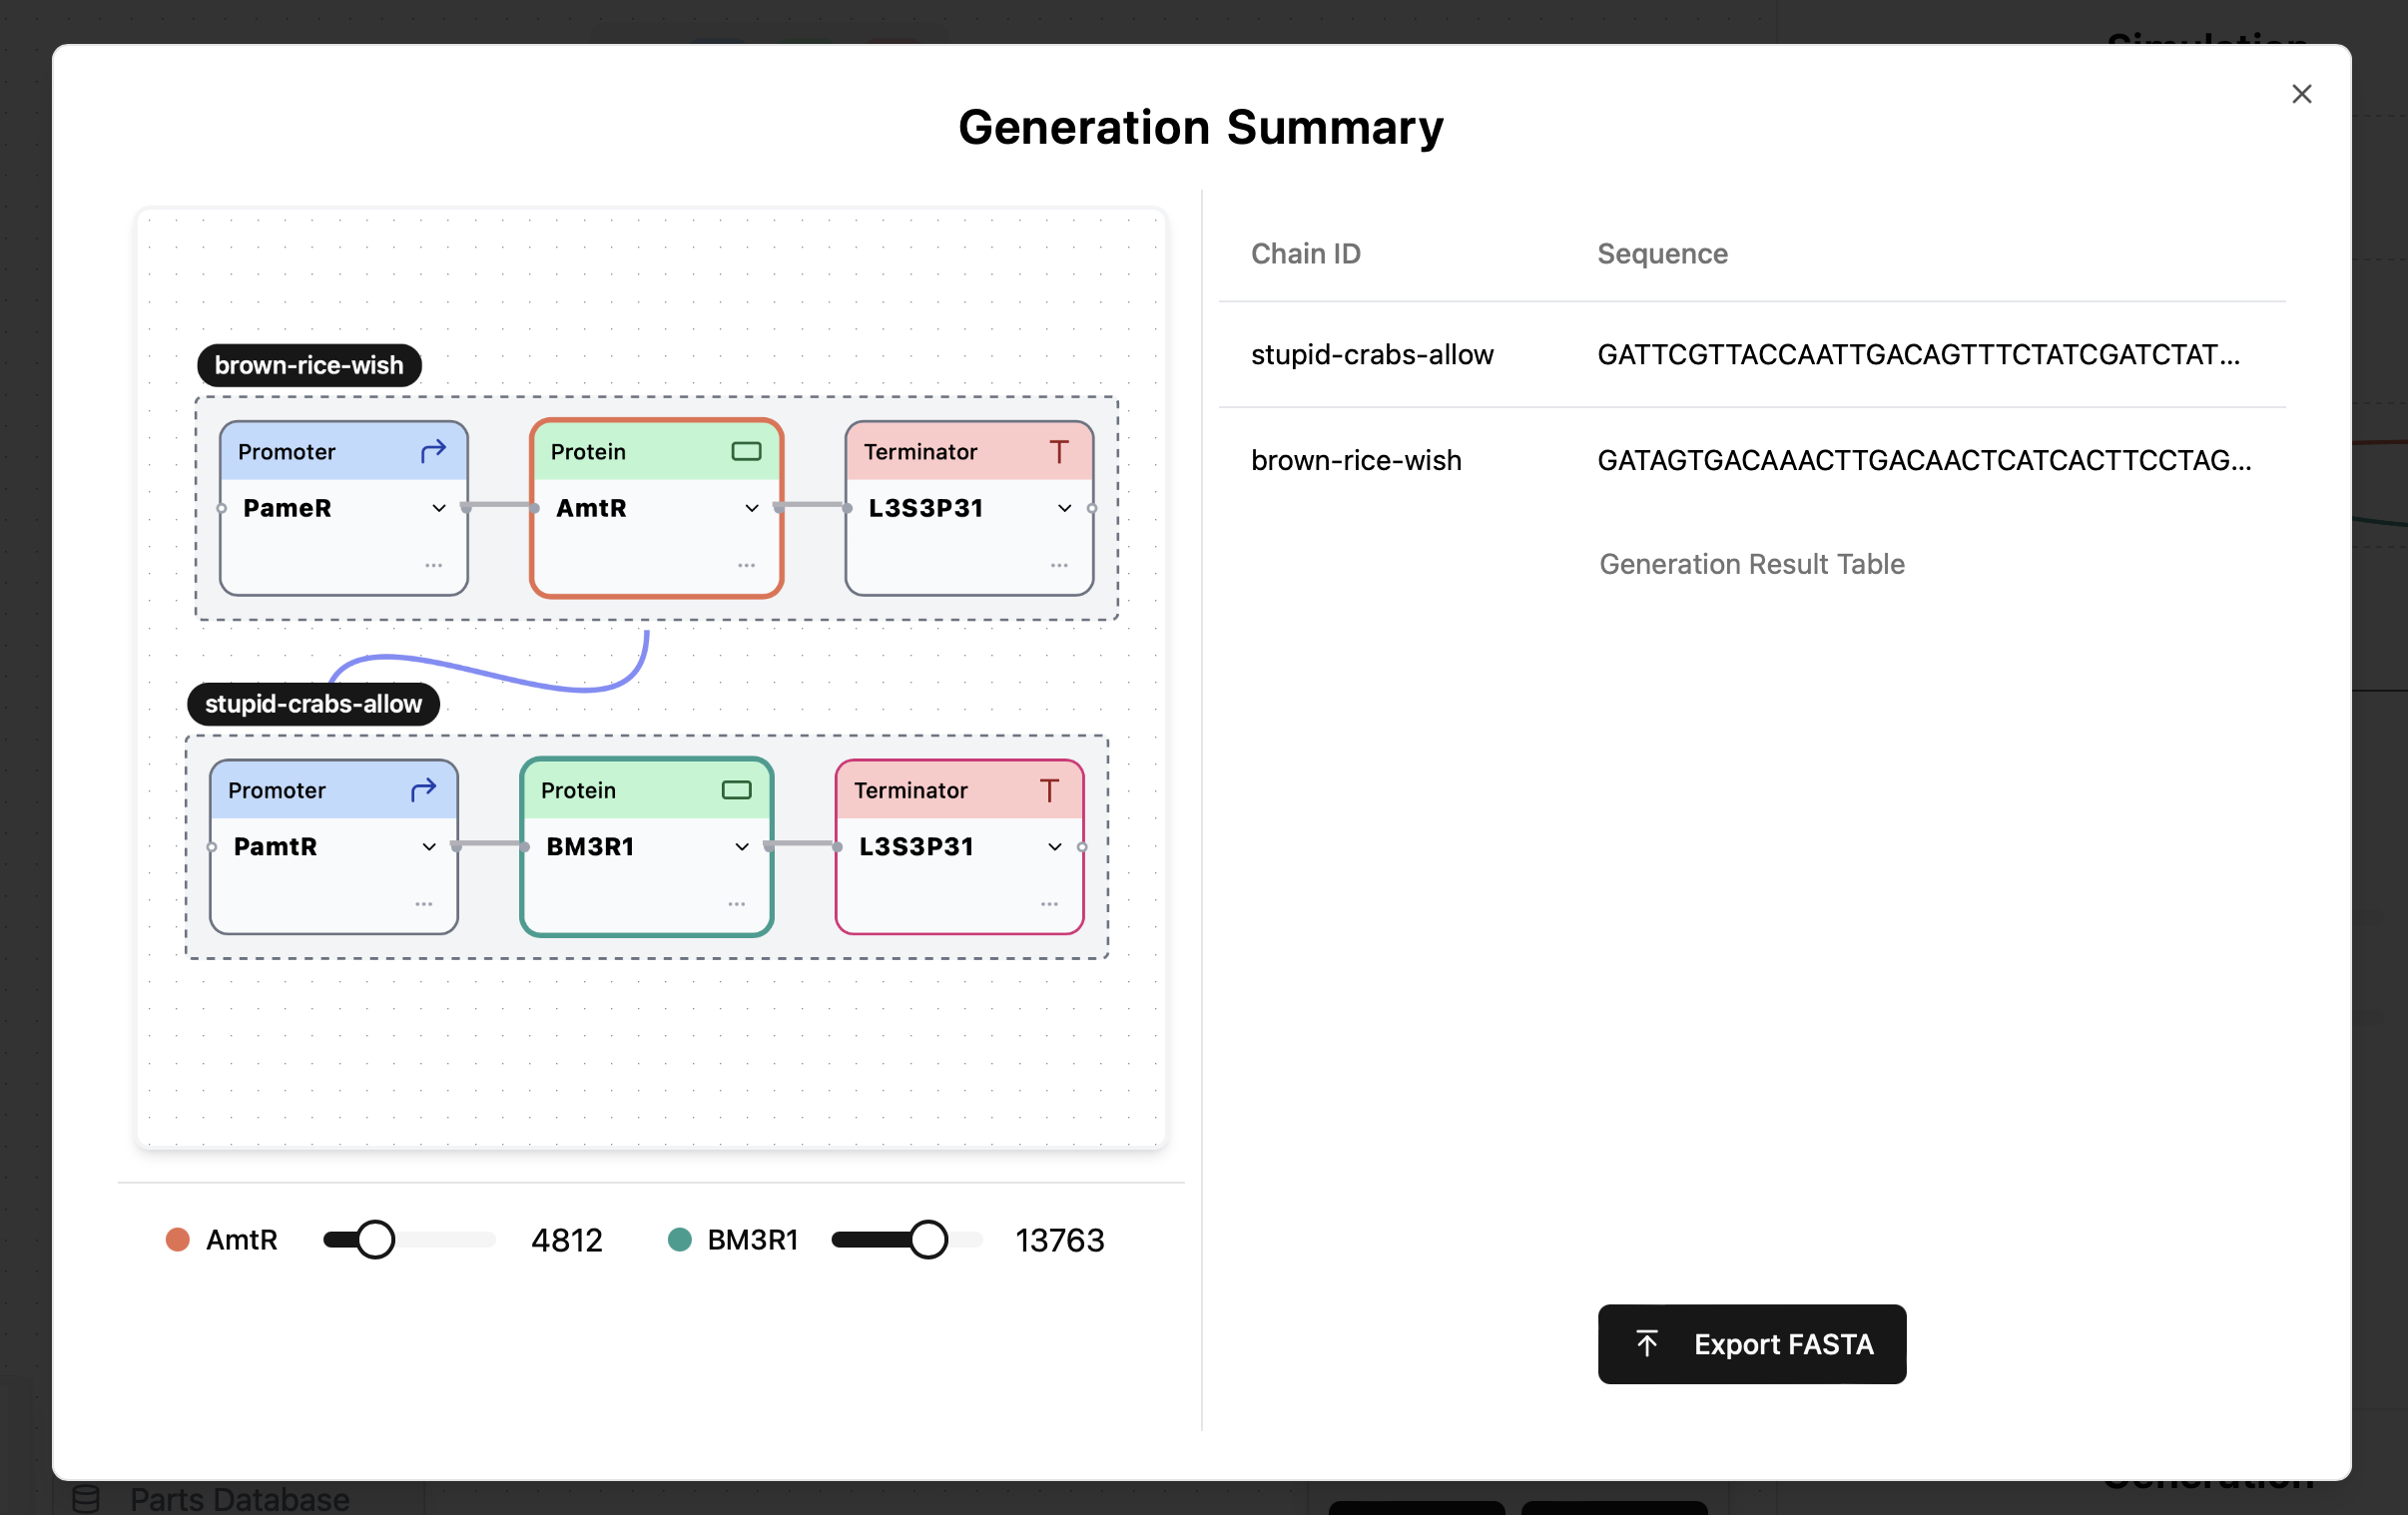 Simulation
Generation Summary
brown-rice-wish
Promoter
Protein
Terminator
PameR
AmtR
L3S3P31
...
...
...
stupid-crabs-allow
Promoter
Protein
Terminator
PamtR
BM3R1
L3S3P31
...
...
...
AmtR
4812
BM3R1
13763
Chain ID
Sequence
stupid-crabs-allow
GATTCGTTACCAATTGACAGTTTCTATCGATCTAT...
brown-rice-wish
GATAGTGACAAACTTGACAACTCATCACTTCCTAG...
Generation Result Table
Export FASTA
Parts Database
Generation